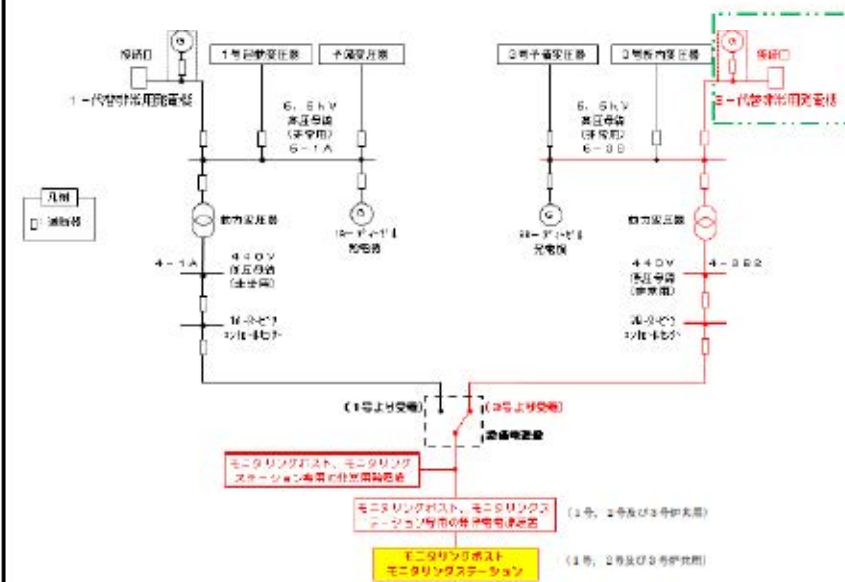 G
接続口
1号起動変圧器
予備変圧器
3号予備変圧器
3号所内変圧器
G
接続口
1-代替非常用発電機
3-代替非常用発電機
6.6kV
高圧母線
(非常用)
6-1A
6.6kV
高圧母線
(非常用)
6-3B
凡例
:遮断器
動力変圧器
G
ディーゼル
発電機
G
ディーゼル
発電機
動力変圧器
4-1A
440V
低圧母線
(非常用)
440V
低圧母線
(非常用)
4-3B2
コントロールセンタ
コントロールセンタ
(1号より受電)
(3号より受電)
モニタリングポスト、モニタリング
ステーション専用の非常用発電機
モニタリングポスト、モニタリングス
テーション専用の無停電電源装置
(1号、2号及び3号炉共用)
モニタリングポスト
モニタリングステーション
(1号、2号及び3号炉共用)